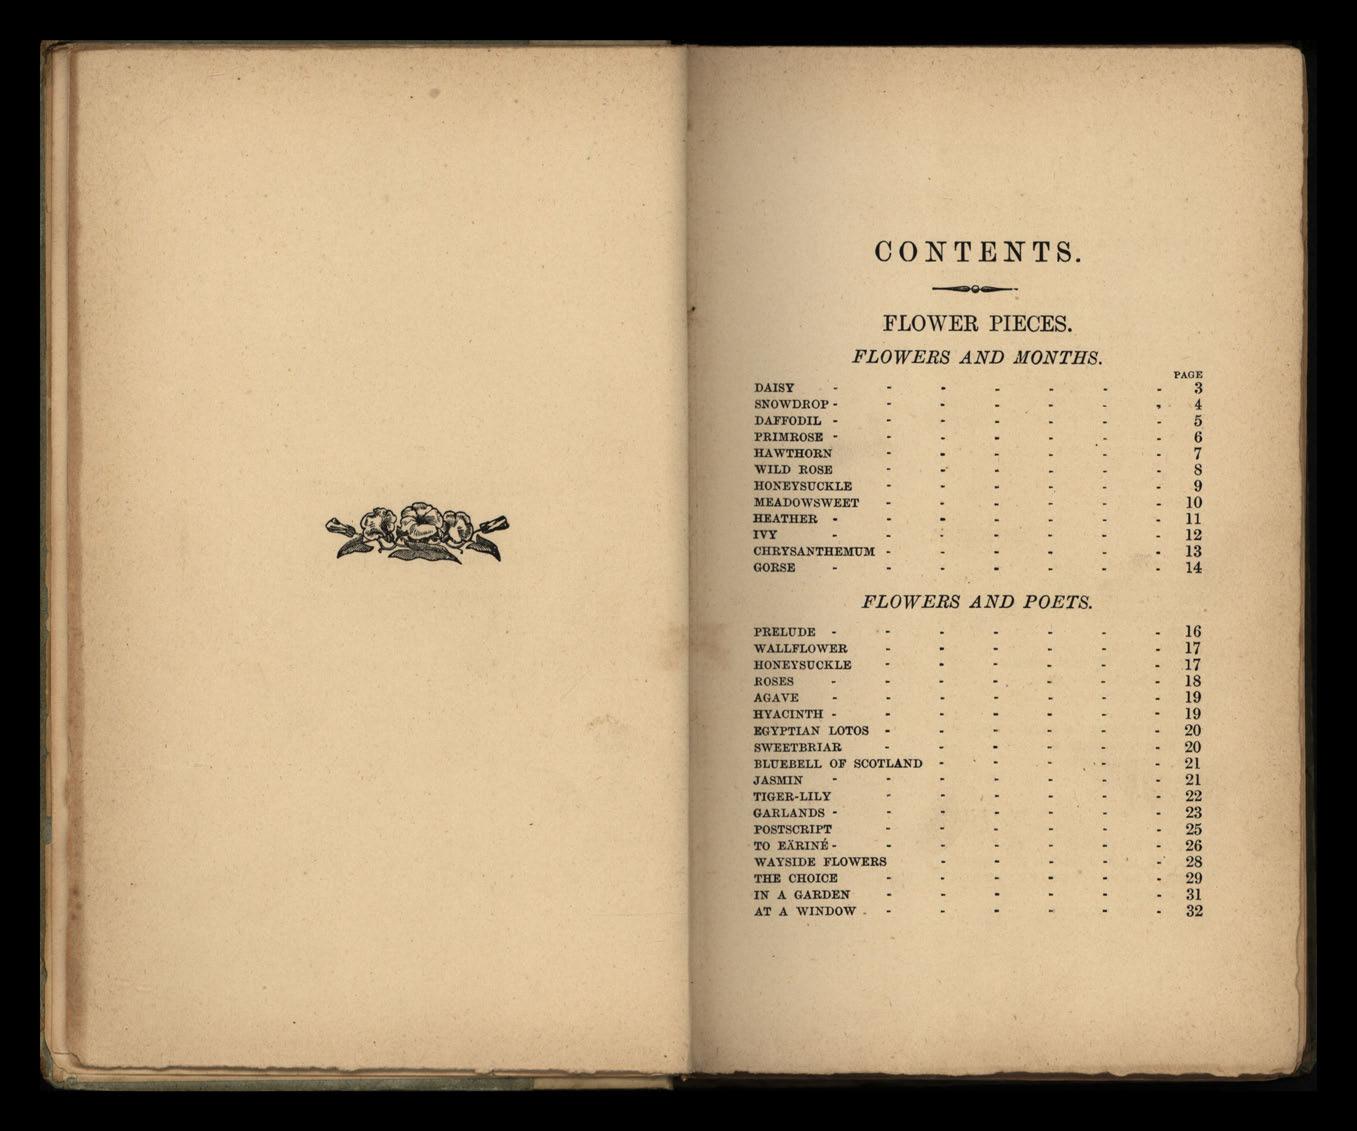 CONTENTS.
FLOWER PIECES.
FLOWERS AND MONTHS.
PAGE
DAISY - - - - - - - 3
SNOWDROP - - - - - - - 4
DAFFODIL - - - - - - - 5
PRIMROSE - - - - - - - 6
HAWTHORN - - - - - - 7
WILD ROSE - - - - - - 8
HONEYSUCKLE - - - - - - 9
MEADOWSWEET - - - - - - 10
HEATHER - - - - - - - 11
IVY - - - - - - - 12
CHRYSANTHEMUM - - - - - - 13
GORSE - - - - - - - 14
FLOWERS AND POETS.
PRELUDE - - - - - - - 16
WALLFLOWER - - - - - - 17
HONEYSUCKLE - - - - - - 17
ROSES - - - - - - - 18
AGAVE - - - - - - - 19
HYACINTH - - - - - - - 19
EGYPTIAN LOTOS - - - - - - 20
SWEETBRIAR - - - - - - 20
BLUEBELL OF SCOTLAND - - - - - 21
JASMIN - - - - - - - 21
TIGER-LILY - - - - - - 22
GARLANDS - - - - - - - 23
POSTSCRIPT - - - - - - 25
TO EÄRINÉ - - - - - - - 26
WAYSIDE FLOWERS - - - - - 28
THE CHOICE - - - - - - 29
IN A GARDEN - - - - - - 31
AT A WINDOW - - - - - - 32